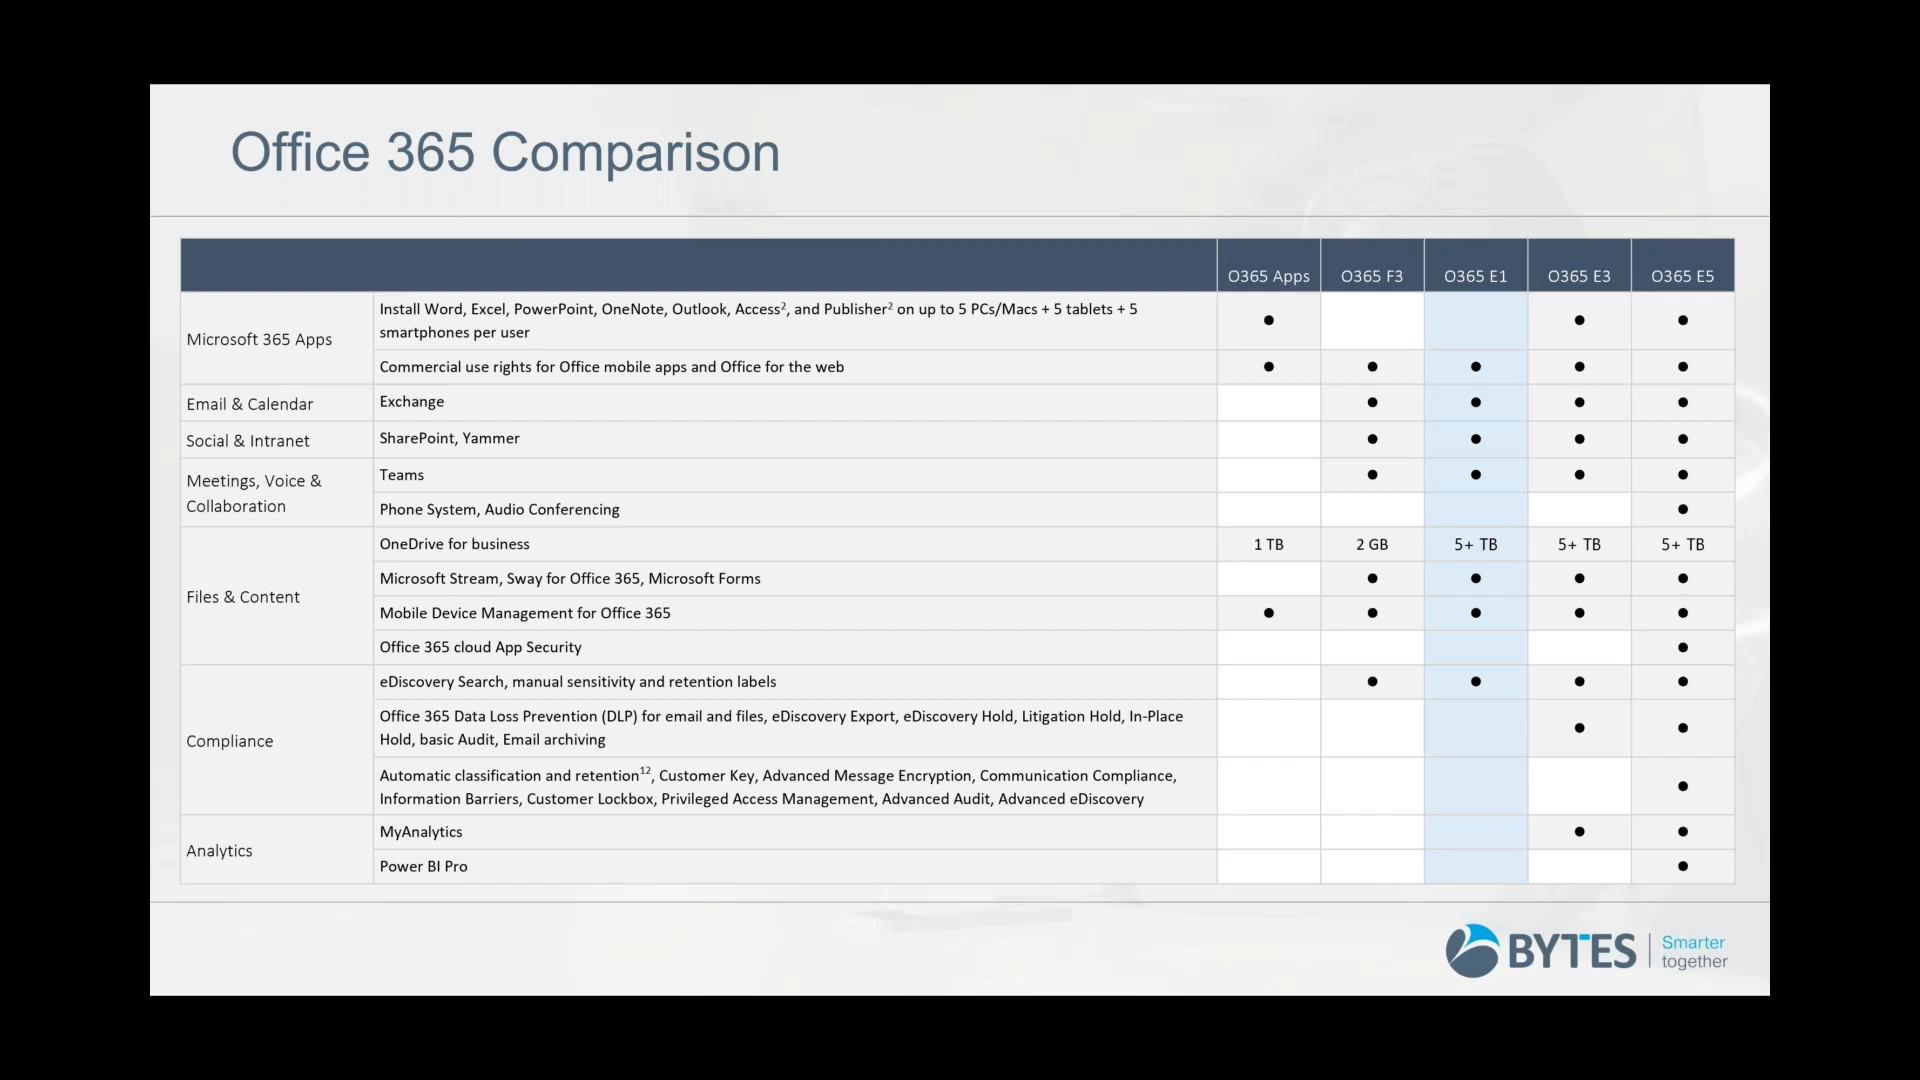 Office 365 Comparison
O365 Apps O365 F3 O365 E1 O365 E3 O365 E5
Microsoft 365 Apps
Install Word, Excel, PowerPoint, OneNote, Outlook, Access², and Publisher² on up to 5 PCs/Macs + 5 tablets + 5
smartphones per user
● ● ●
Commercial use rights for Office mobile apps and Office for the web ● ● ● ● ●
Email & Calendar
Exchange ● ● ● ●
Social & Intranet
SharePoint, Yammer ● ● ● ●
Meetings, Voice &
Collaboration
Teams ● ● ● ●
Phone System, Audio Conferencing ●
Files & Content
OneDrive for business 1 TB 2 GB 5+ TB 5+ TB 5+ TB
Microsoft Stream, Sway for Office 365, Microsoft Forms ● ● ● ●
Mobile Device Management for Office 365 ● ● ● ● ●
Office 365 cloud App Security ●
Compliance
eDiscovery Search, manual sensitivity and retention labels ● ● ● ●
Office 365 Data Loss Prevention (DLP) for email and files, eDiscovery Export, eDiscovery Hold, Litigation Hold, In-Place
Hold, basic Audit, Email archiving
● ●
Automatic classification and retention¹², Customer Key, Advanced Message Encryption, Communication Compliance,
Information Barriers, Customer Lockbox, Privileged Access Management, Advanced Audit, Advanced eDiscovery
●
Analytics
MyAnalytics ● ●
Power BI Pro ●
BYTES
Smarter
together